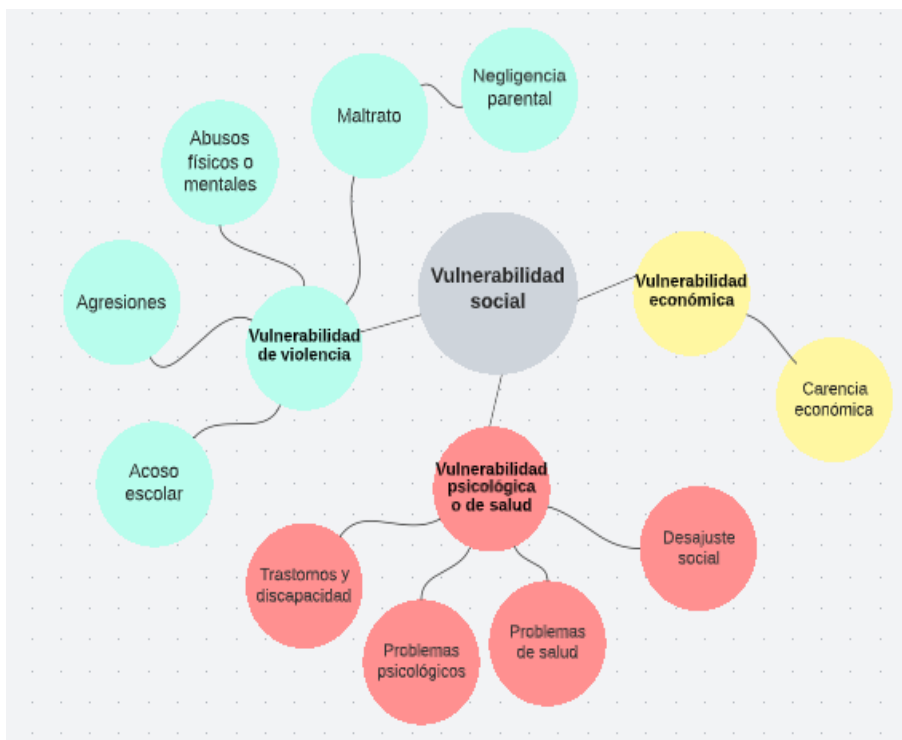 Negligencia
parental
Maltrato
Abusos
físicos o
mentales
Agresiones
Vulnerabilidad
de violencia
Acoso
escolar
Vulnerabilidad
social
Vulnerabilidad
económica
Carencia
económica
Vulnerabilidad
psicológica
o de salud
Trastornos y
discapacidad
Problemas
psicológicos
Problemas
de salud
Desajuste
social